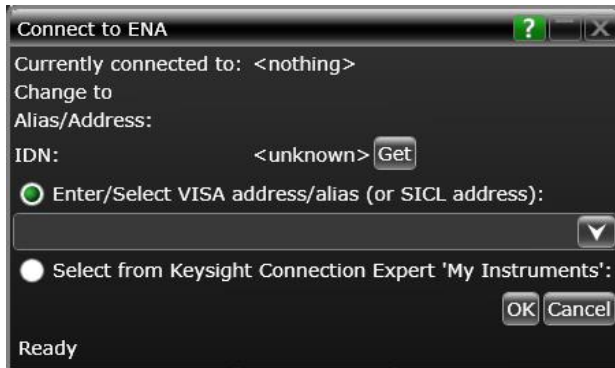 Connect to ENA ?
Currently connected to: <nothing>
Change to
Alias/Address:
IDN: <unknown> Get
Enter/Select VISA address/alias (or SICL address):
Select from Keysight Connection Expert 'My Instruments':
OK Cancel
Ready